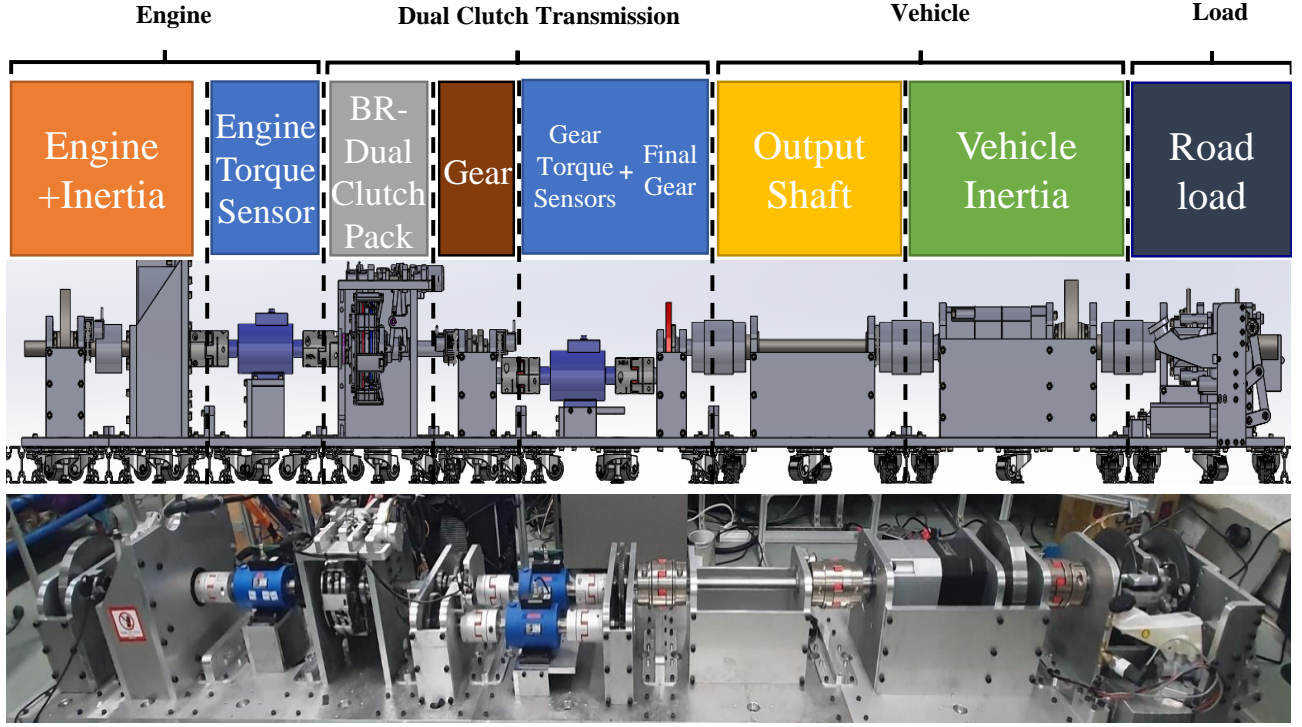 Engine
Dual Clutch Transmission
Vehicle
Load
Engine
+Inertia
Engine
Torque
Sensor
BR-
Dual
Clutch
Pack
Gear
Gear
Torque
Sensors
+
Final
Gear
Output
Shaft
Vehicle
Inertia
Road
load